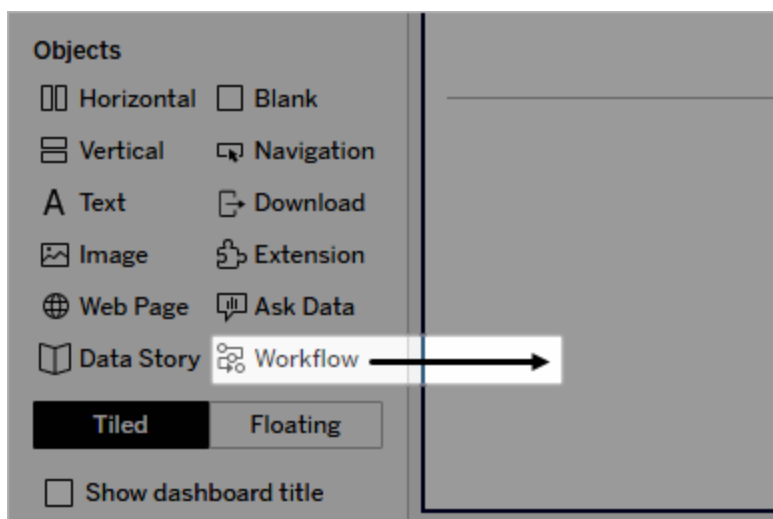 Objects
Horizontal Blank
Vertical Navigation
Text Download
Image Extension
Web Page Ask Data
Data Story Workflow
Tiled Floating
Show dashboard title